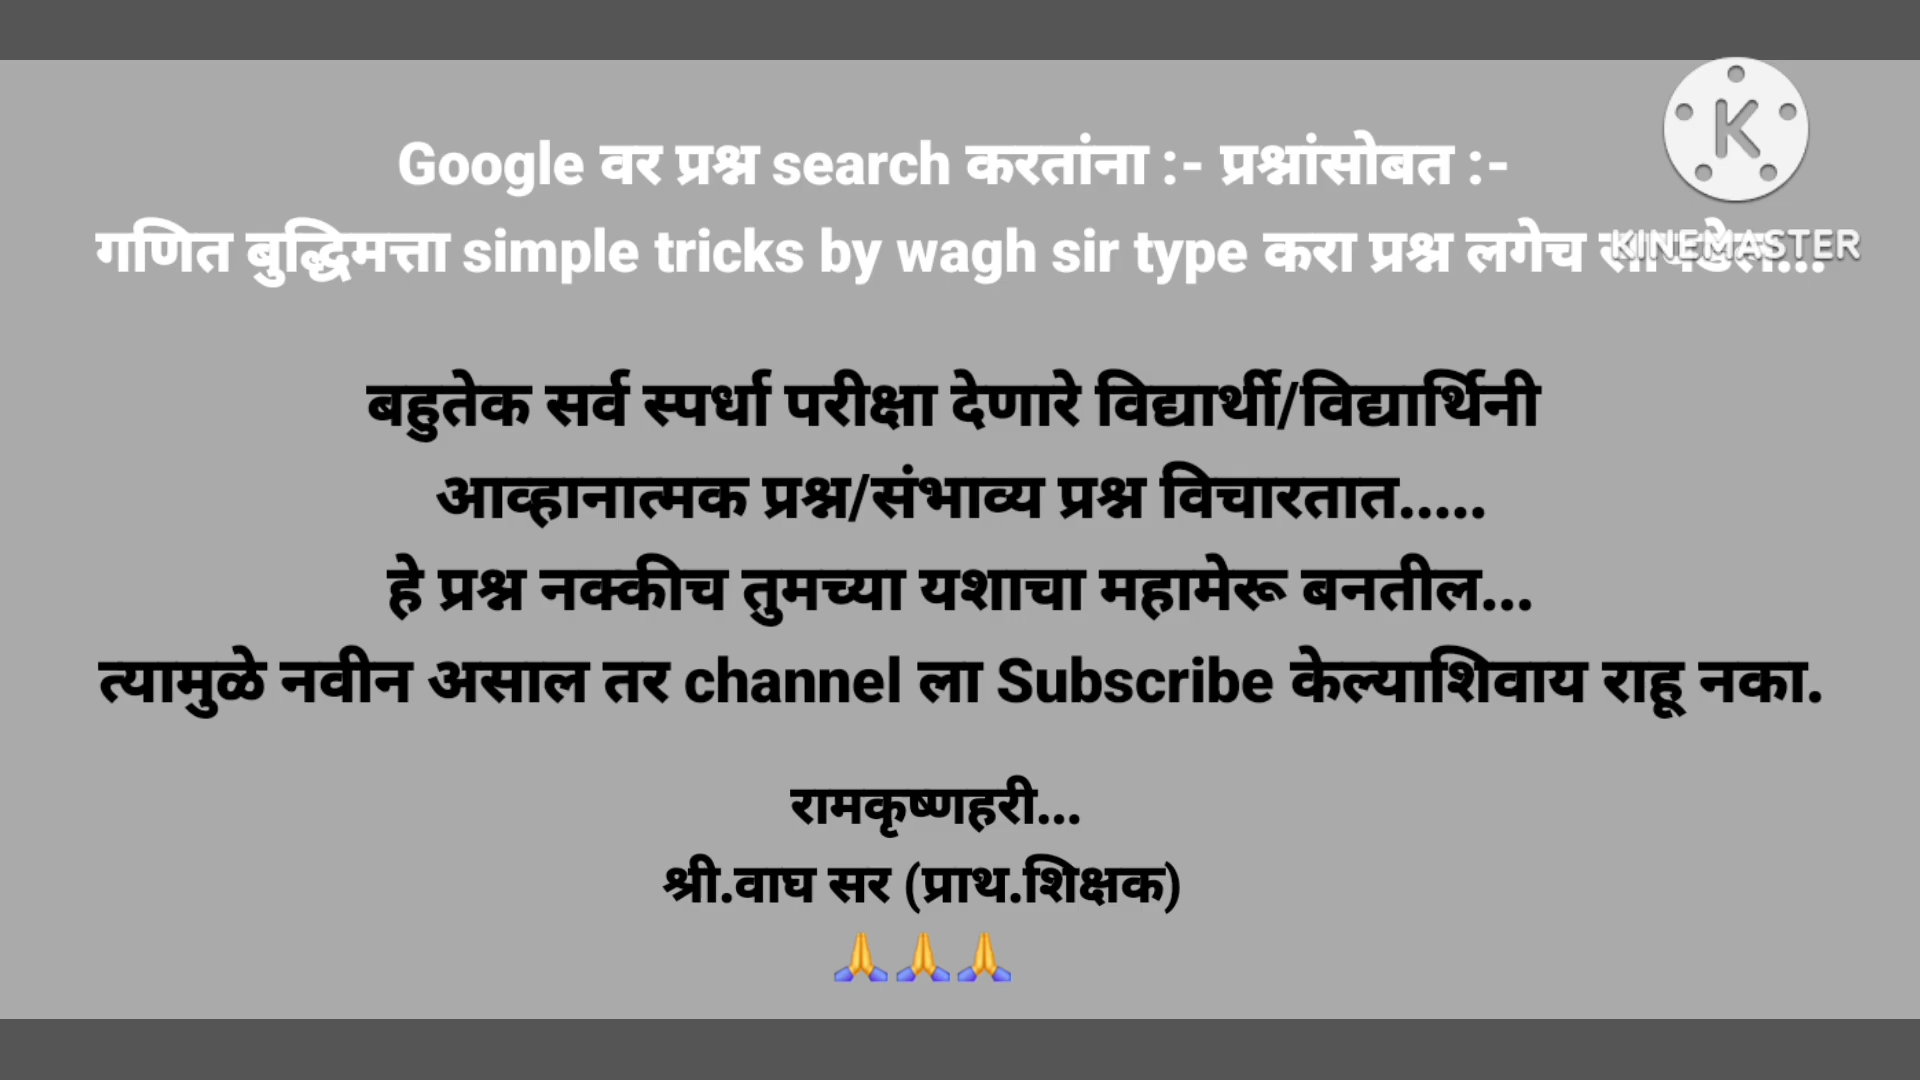 Google वर प्रश्न search करतांना :- प्रश्नांसोबत :-
गणित बुद्धिमत्ता simple tricks by wagh sir type करा प्रश्न लगेच
K
KINEMASTER
बहुतेक सर्व स्पर्धा परीक्षा देणारे विद्यार्थी/विद्यार्थिनी
आव्हानात्मक प्रश्न/संभाव्य प्रश्न विचारतात.....
हे प्रश्न नक्कीच तुमच्या यशाचा महामेरू बनतील...
त्यामुळे नवीन असाल तर channel ला Subscribe केल्याशिवाय राहू नका.
रामकृष्णहरी...
श्री.वाघ सर (प्राथ.शिक्षक)
🙏🙏🙏